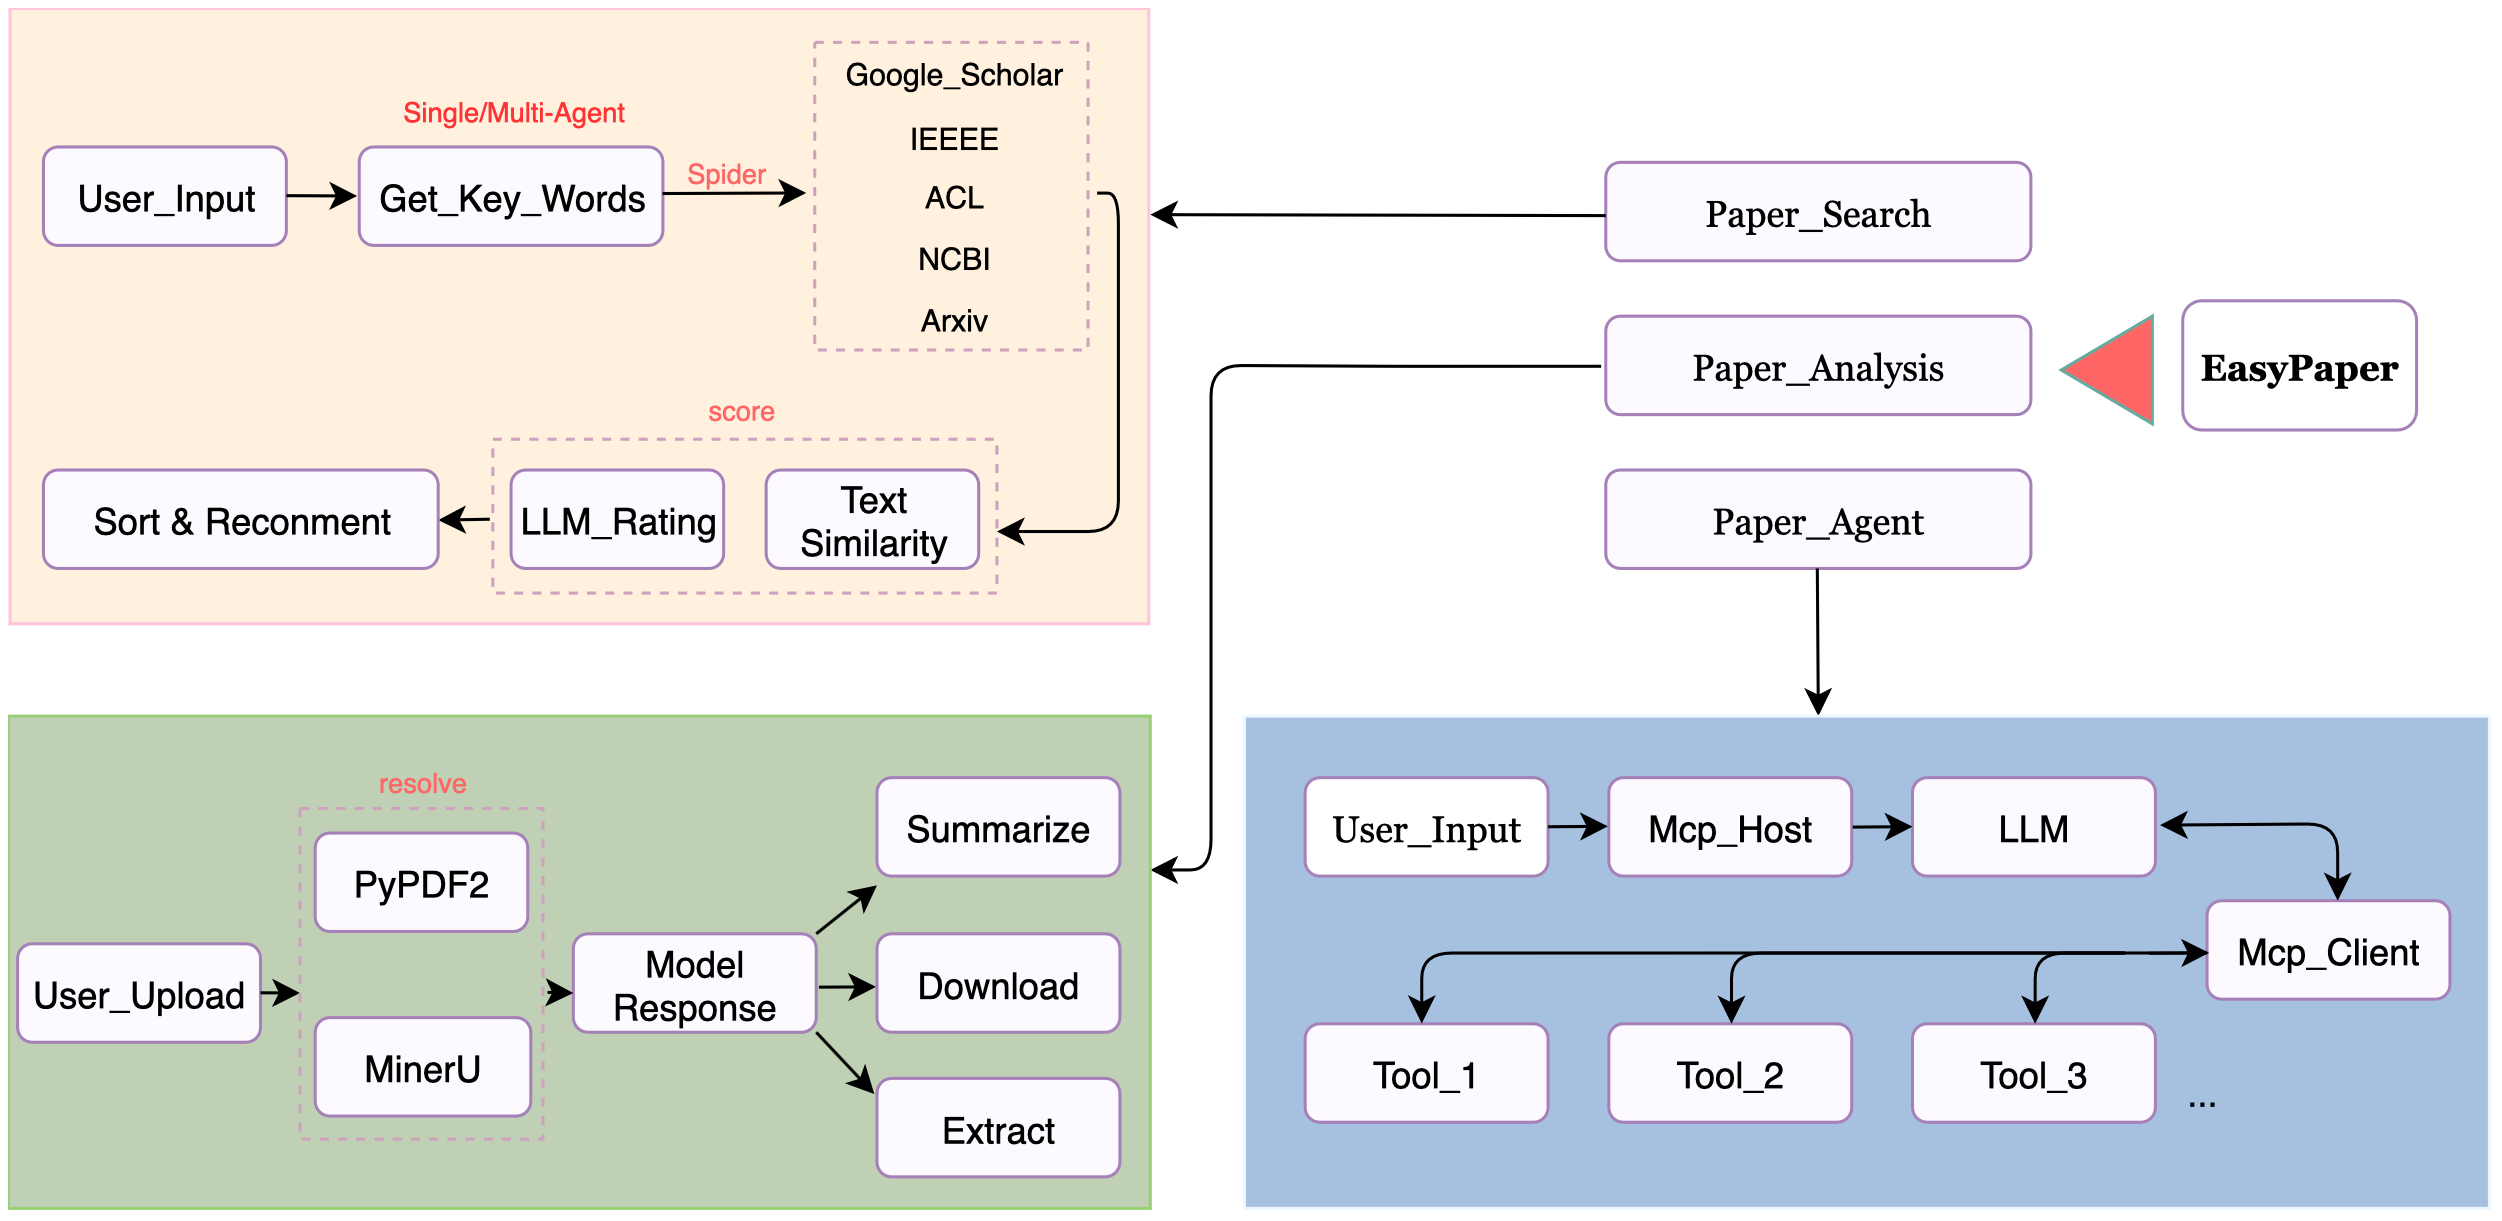 Single/Multi-Agent
User_Input
Get_Key_Words
Spider
Google_Scholar
IEEEE
ACL
NCBI
Arxiv
score
Sort & Recomment
LLM_Rating
Text
Similarity
Paper_Search
Paper_Analysis
Paper_Agent
EasyPaper
resolve
User_Upload
PyPDF2
MinerU
Model
Response
Summarize
Download
Extract
User_Input
Mcp_Host
LLM
Mcp_Client
Tool_1
Tool_2
Tool_3
...